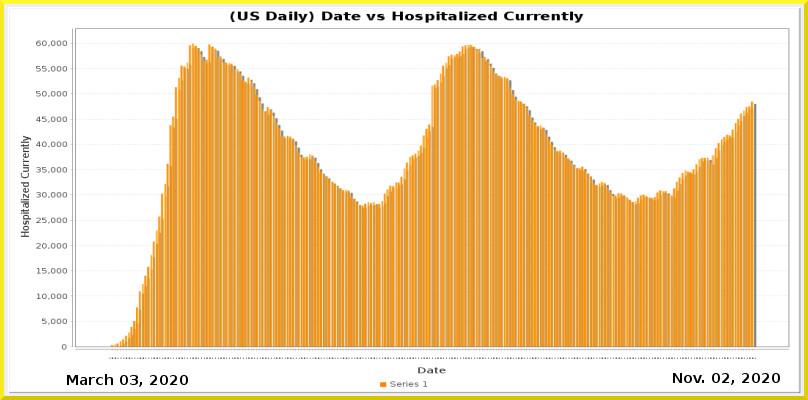 (US Daily) Date vs Hospitalized Currently
Hospitalized Currently
60,000
55,000
50,000
45,000
40,000
35,000
30,000
25,000
20,000
15,000
10,000
5,000
0
Date
March 03, 2020
Nov. 02, 2020
Series 1